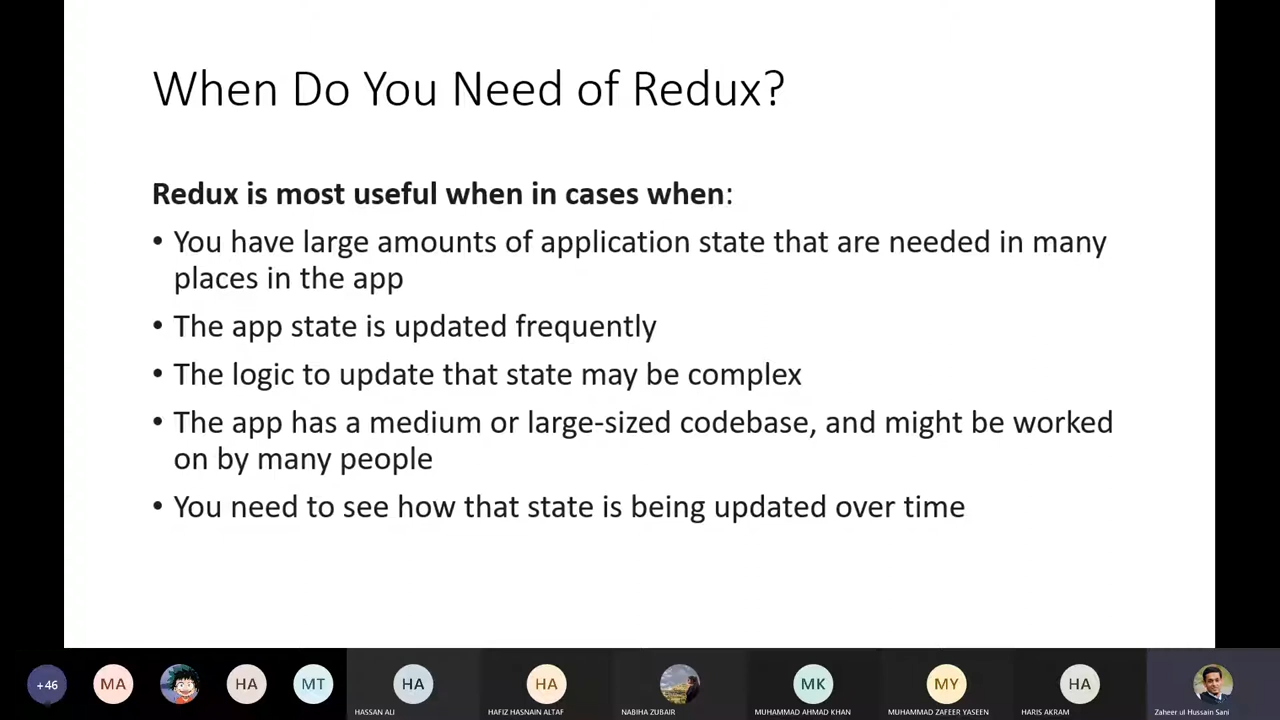 When Do You Need of Redux?
Redux is most useful when in cases when:
• You have large amounts of application state that are needed in many
places in the app
• The app state is updated frequently
• The logic to update that state may be complex
• The app has a medium or large-sized codebase, and might be worked
on by many people
• You need to see how that state is being updated over time
+46
MA
HA
MT
HA
HA
MK
MY
HA
HASSAN ALI
HAFIZ HASNAIN ALTAF
NABIHA ZUBAIR
MUHAMMAD AHMAD KHAN
MUHAMMAD ZAFEER YASEEN
HARIS AKRAM
Zaheer ul Hussain Sani